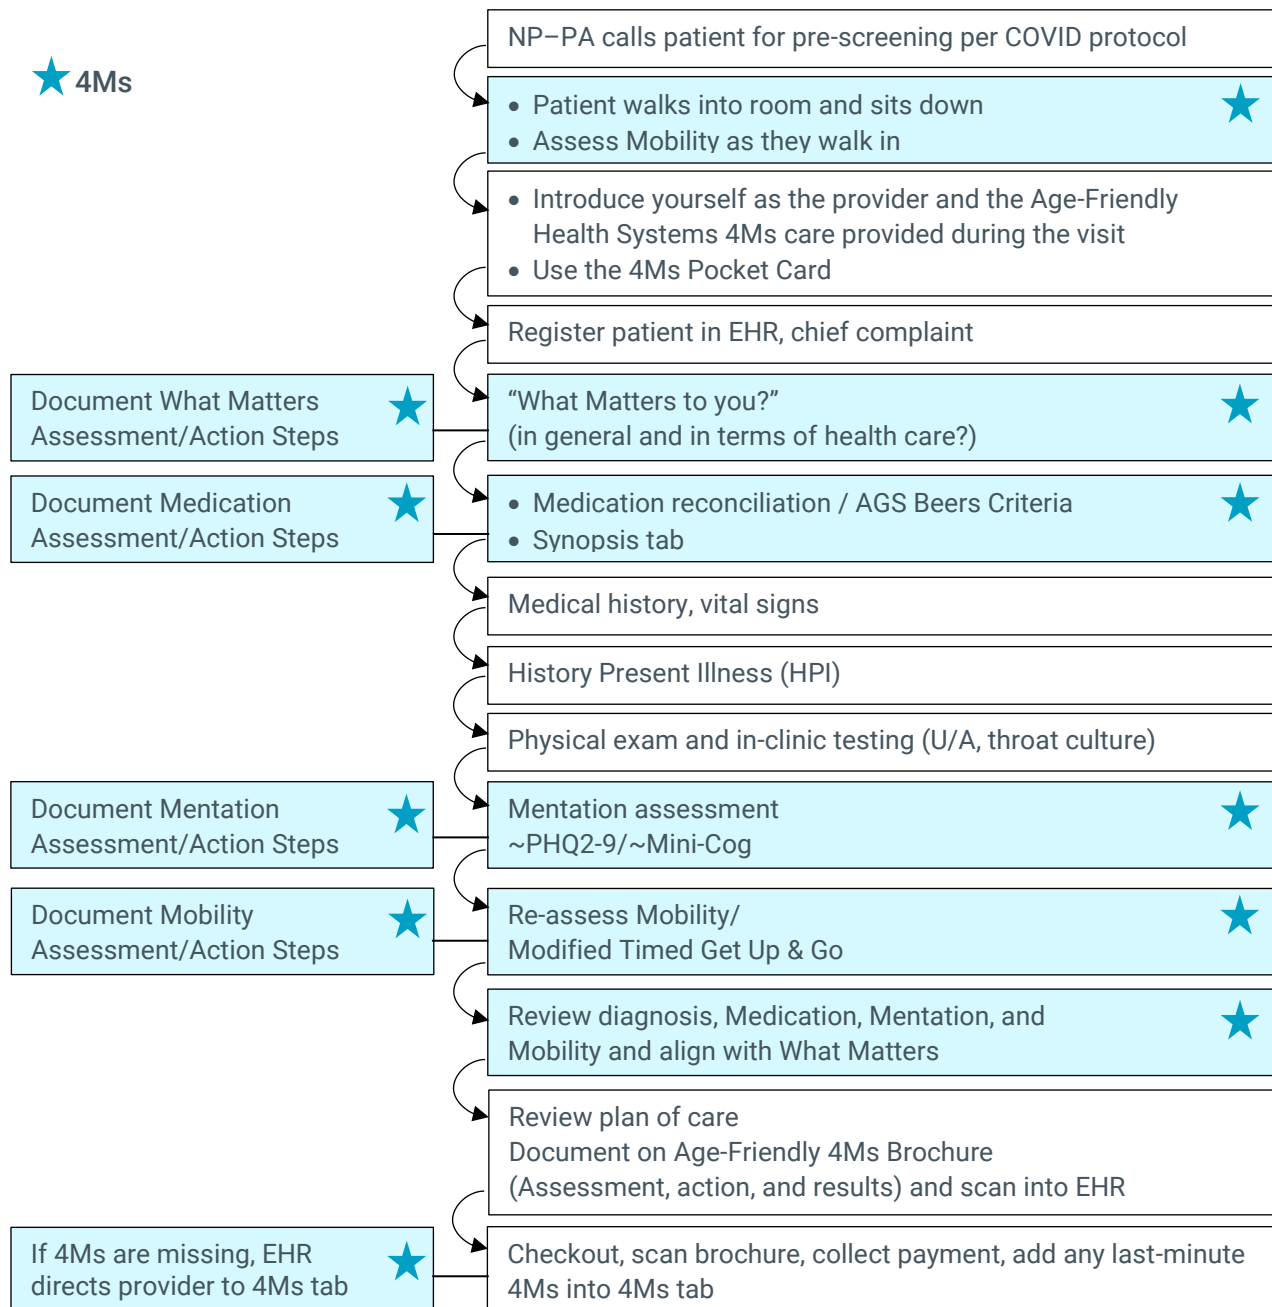 NP–PA calls patient for pre-screening per COVID protocol
4Ms
• Patient walks into room and sits down
• Assess Mobility as they walk in
• Introduce yourself as the provider and the Age-Friendly
Health Systems 4Ms care provided during the visit
• Use the 4Ms Pocket Card
Register patient in EHR, chief complaint
Document What Matters
Assessment/Action Steps
“What Matters to you?”
(in general and in terms of health care?)
Document Medication
Assessment/Action Steps
• Medication reconciliation / AGS Beers Criteria
• Synopsis tab
Medical history, vital signs
History Present Illness (HPI)
Physical exam and in-clinic testing (U/A, throat culture)
Document Mentation
Assessment/Action Steps
Mentation assessment
~PHQ2-9/~Mini-Cog
Document Mobility
Assessment/Action Steps
Re-assess Mobility/
Modified Timed Get Up & Go
Review diagnosis, Medication, Mentation, and
Mobility and align with What Matters
Review plan of care
Document on Age-Friendly 4Ms Brochure
(Assessment, action, and results) and scan into EHR
If 4Ms are missing, EHR
directs provider to 4Ms tab
Checkout, scan brochure, collect payment, add any last-minute
4Ms into 4Ms tab